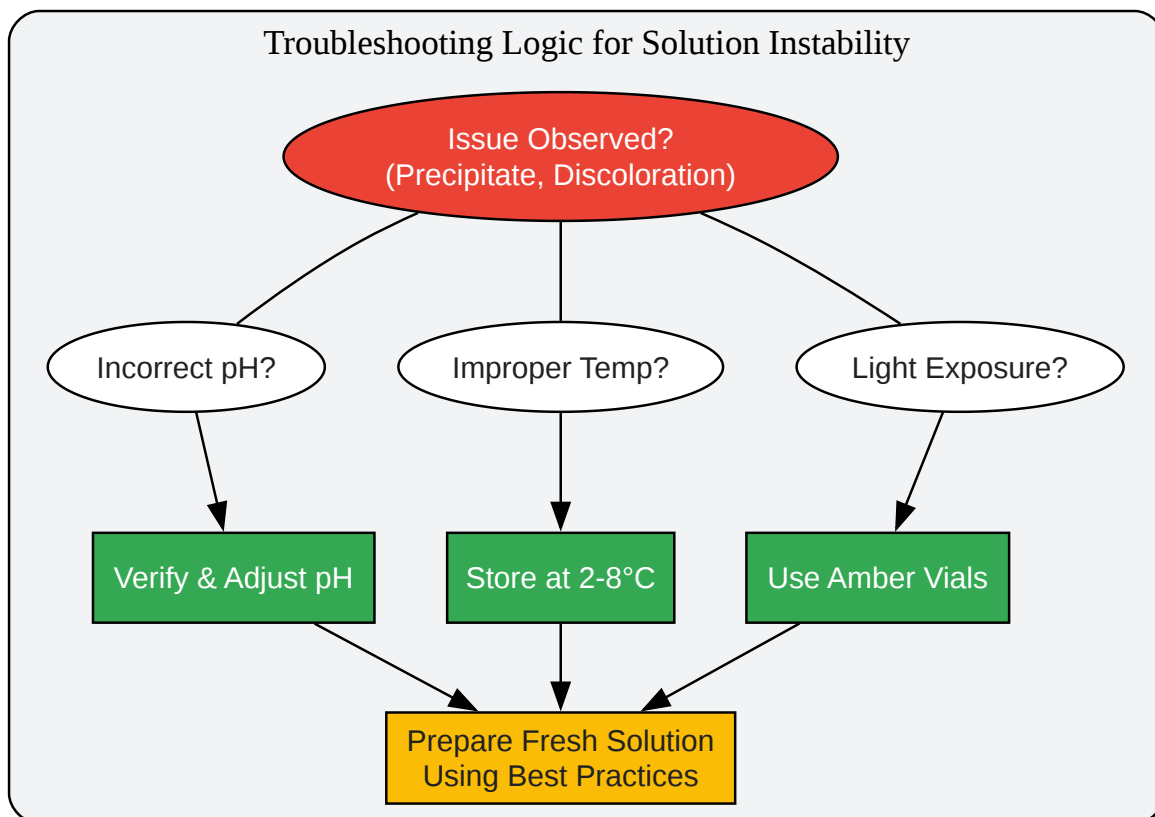 Troubleshooting Logic for Solution Instability
Issue Observed?
(Precipitate, Discoloration)
Incorrect pH?
Improper Temp?
Light Exposure?
Verify & Adjust pH
Store at 2-8°C
Use Amber Vials
Prepare Fresh Solution
Using Best Practices